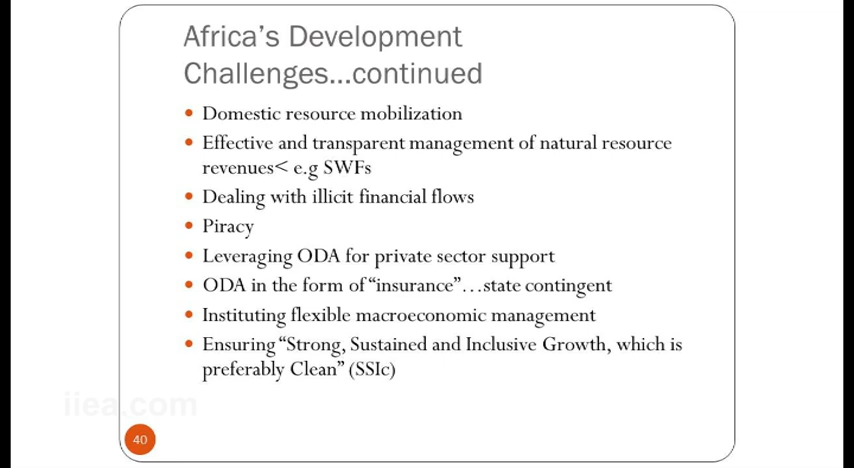 Africa's Development
Challenges...continued
• Domestic resource mobilization
• Effective and transparent management of natural resource
revenues< e.g SWFs
• Dealing with illicit financial flows
• Piracy
• Leveraging ODA for private sector support
• ODA in the form of “insurance”…state contingent
• Instituting flexible macroeconomic management
• Ensuring “Strong, Sustained and Inclusive Growth, which is
preferably Clean” (SSIc)
iiea.com
40